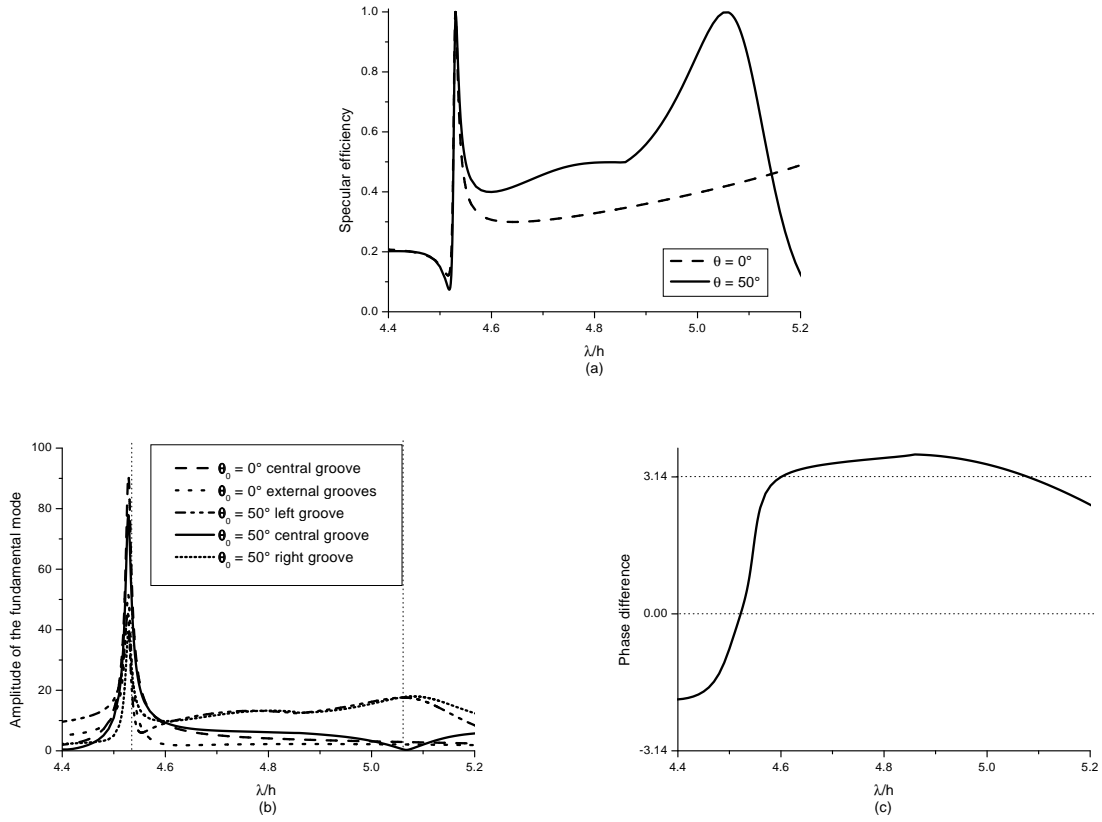 1.0
0.8
0.6
0.4
0.2
0.0
Specular efficiency
θ = 0°
θ = 50°
4.4 4.6 4.8 5.0 5.2
λ/h
(a)
100
80
60
40
20
0
Amplitude of the fundamental mode
θ₀ = 0° central groove
θ₀ = 0° external grooves
θ₀ = 50° left groove
θ₀ = 50° central groove
θ₀ = 50° right groove
4.4 4.6 4.8 5.0 5.2
λ/h
(b)
3.14
0.00
-3.14
Phase difference
4.4 4.6 4.8 5.0 5.2
λ/h
(c)